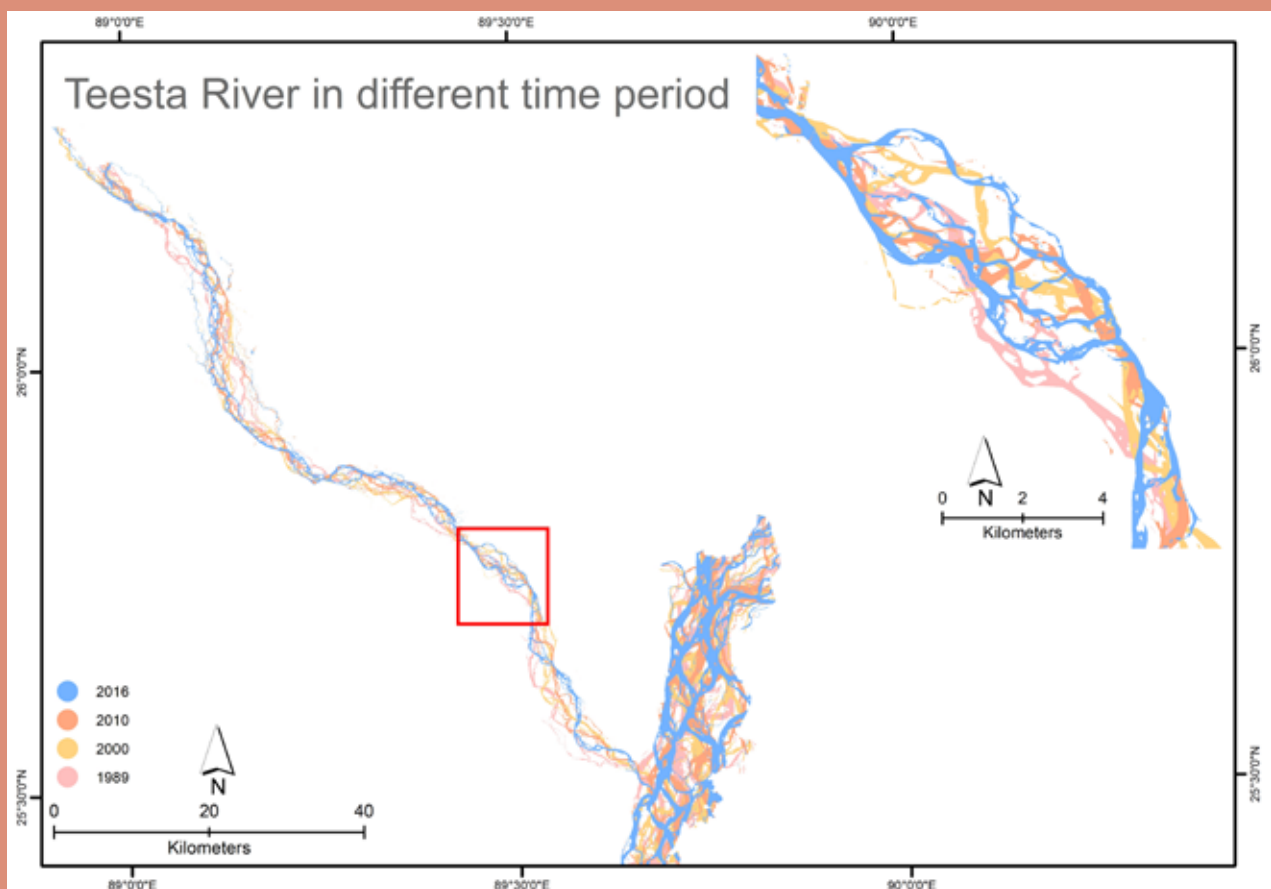 89°0'0"E
89°30'0"E
90°0'0"E
Teesta River in different time period
26°0'0"N
26°0'0"N
N
0 2 4
Kilometers
2016
2010
2000
1989
N
0 20 40
Kilometers
25°30'0"N
25°30'0"N
89°0'0"E
89°30'0"E
90°0'0"E